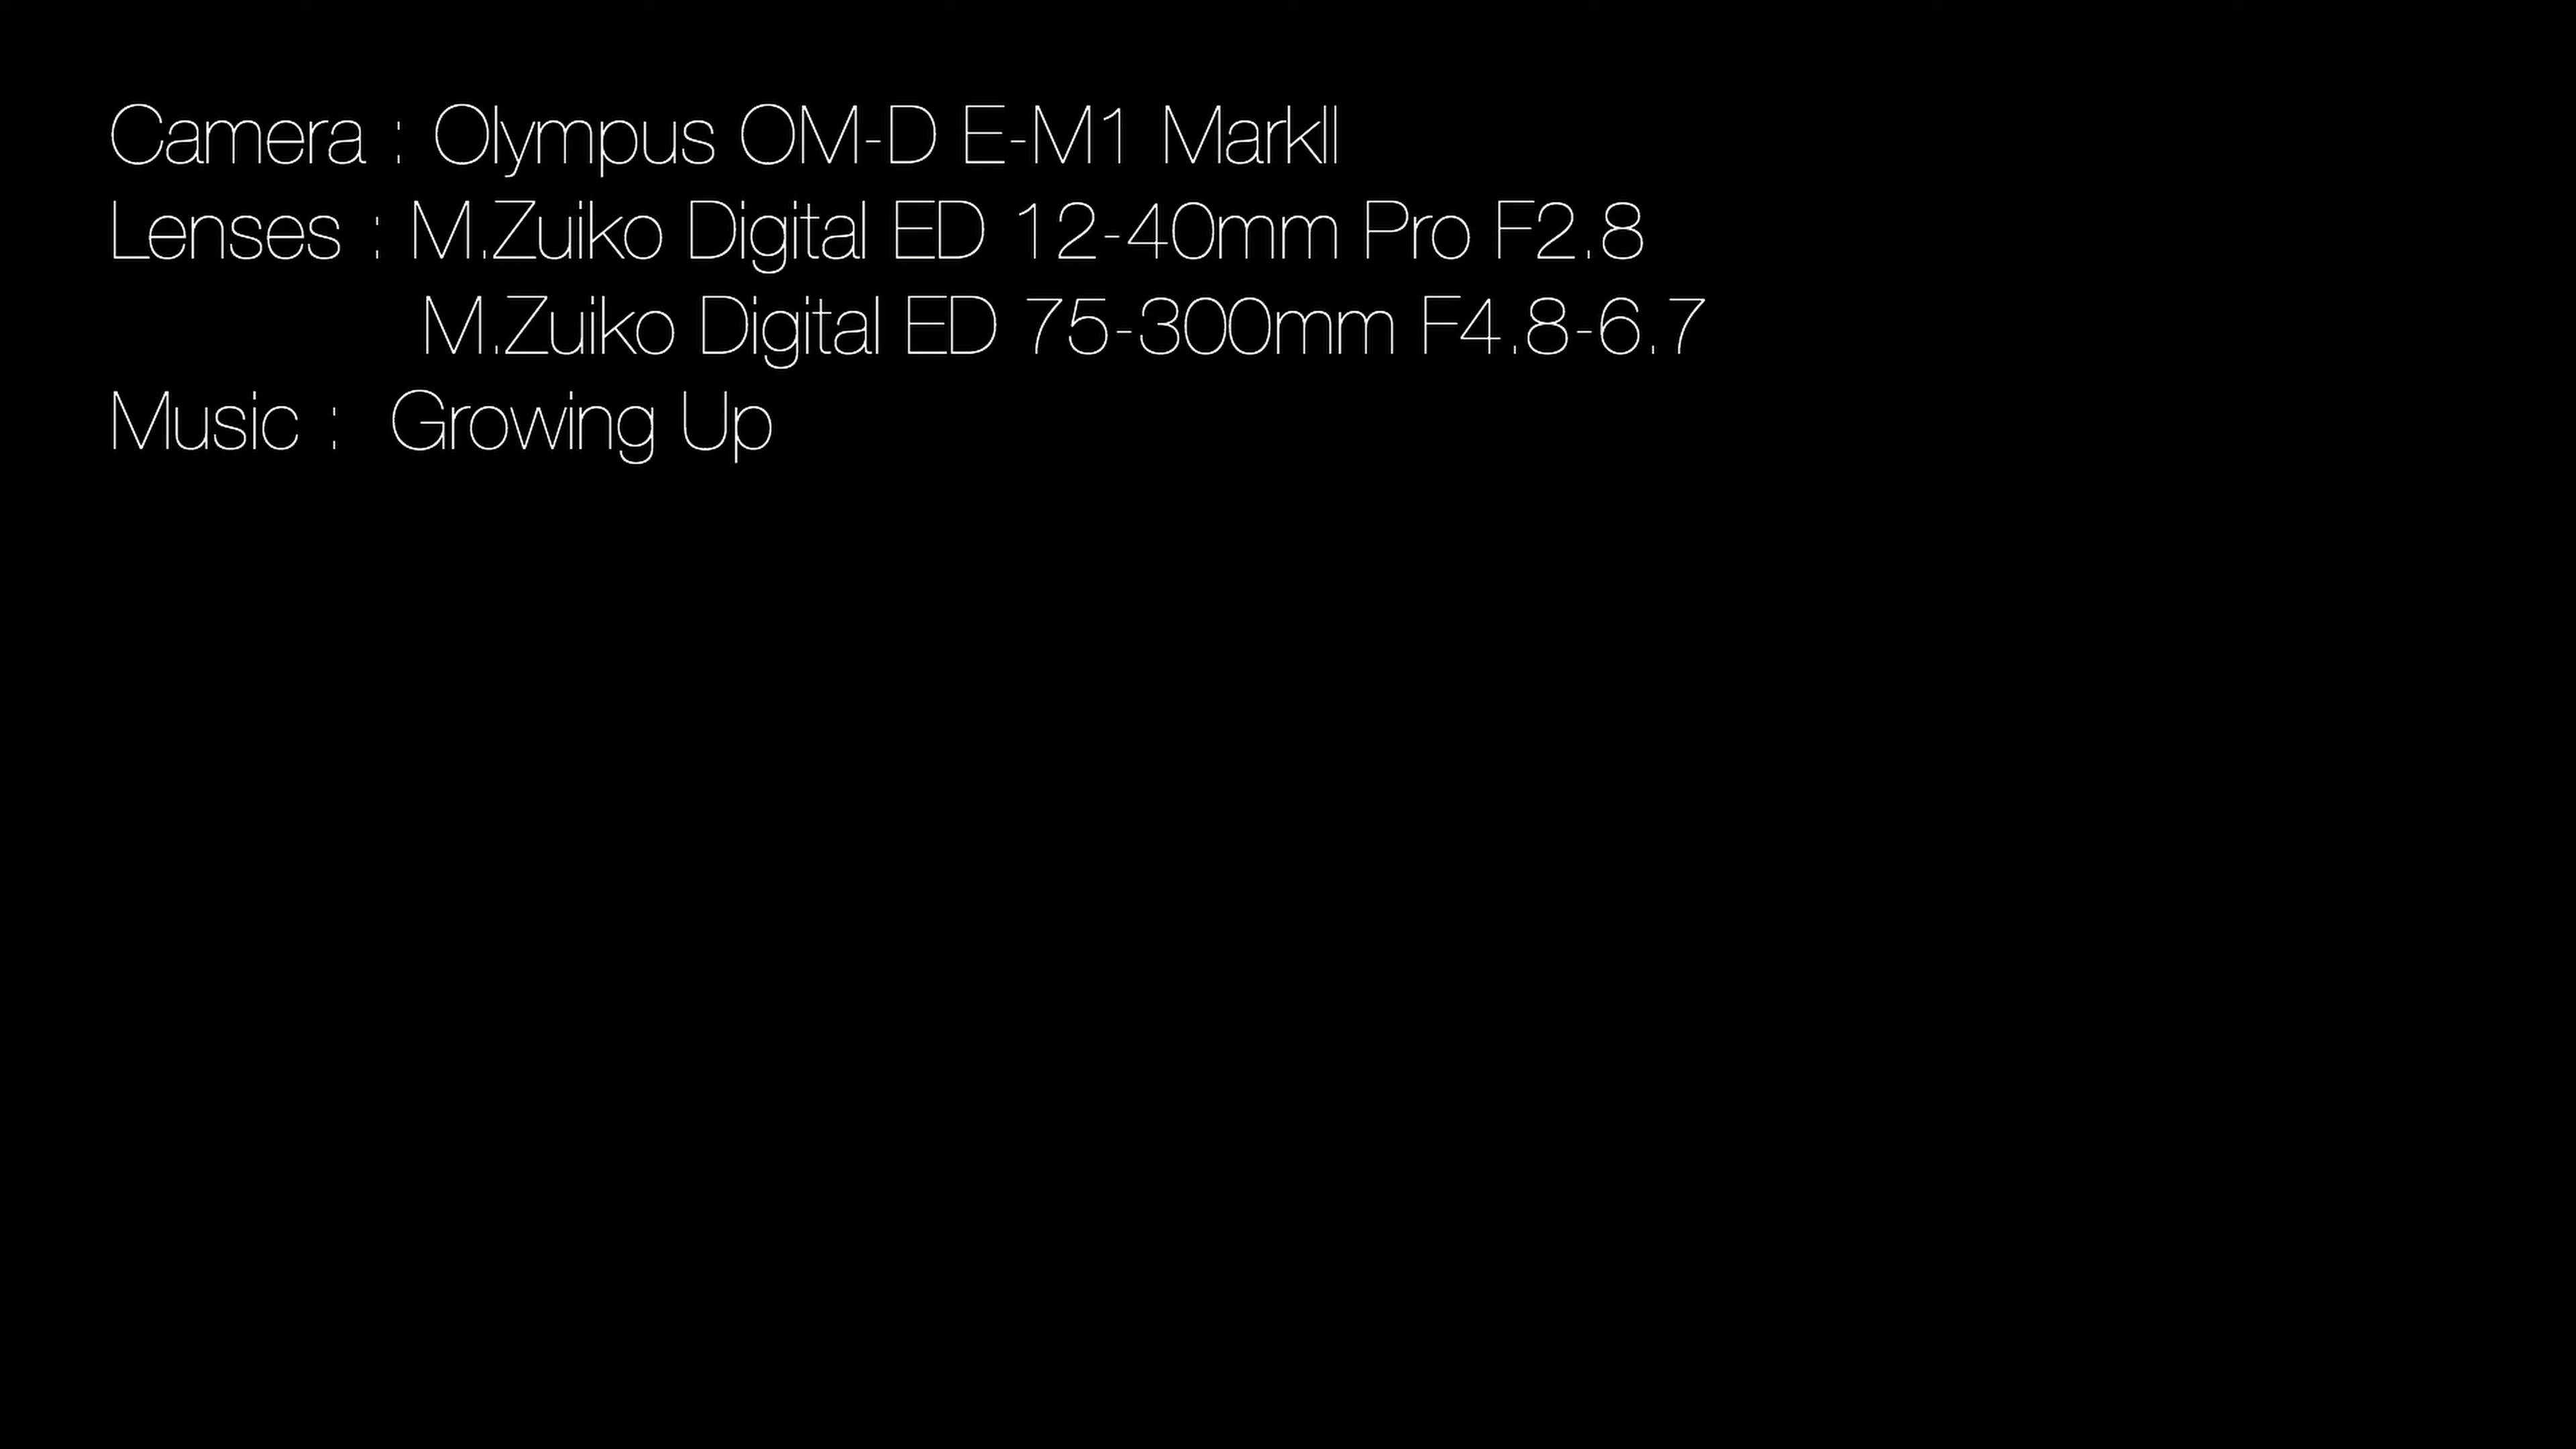 Camera : Olympus OM-D E-M1 MarkII
Lenses : M.Zuiko Digital ED 12-40mm Pro F2.8
M.Zuiko Digital ED 75-300mm F4.8-6.7
Music : Growing Up